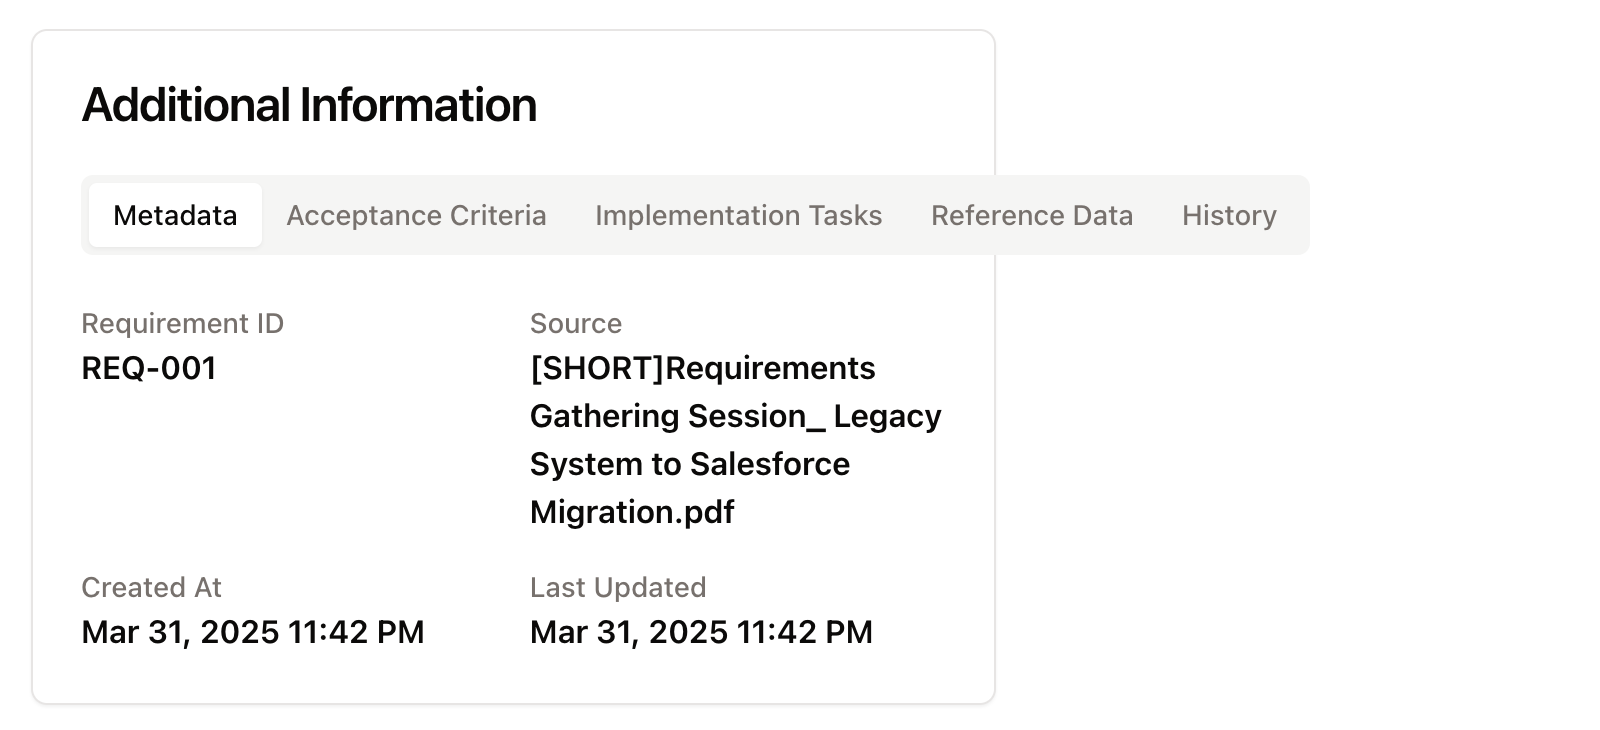 Additional Information
Metadata Acceptance Criteria Implementation Tasks Reference Data History
Requirement ID
REQ-001
Source
[SHORT]Requirements
Gathering Session_ Legacy
System to Salesforce
Migration.pdf
Created At
Mar 31, 2025 11:42 PM
Last Updated
Mar 31, 2025 11:42 PM